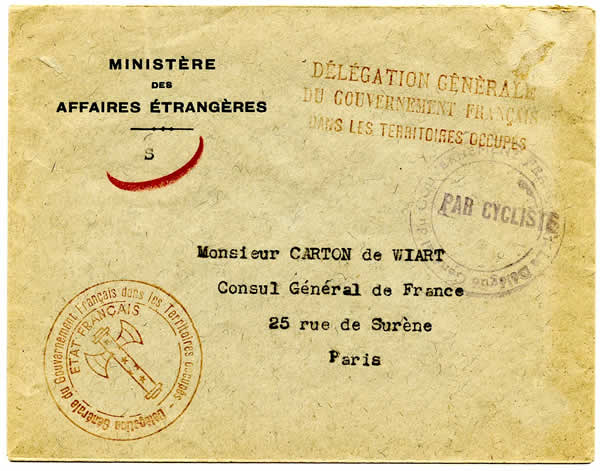 MINISTÈRE
DES
AFFAIRES ÉTRANGÈRES
S
DÉLÉGATION GÉNÉRALE
DU GOUVERNEMENT FRANÇAIS
DANS LES TERRITOIRES OCCUPÉS
PAR CYCLISTE
Monsieur CARTON de WIART
Consul Général de France
25 rue de Surène
Paris
Délégation Générale du Gouvernement Français dans les Territoires occupés -
ETAT FRANÇAIS